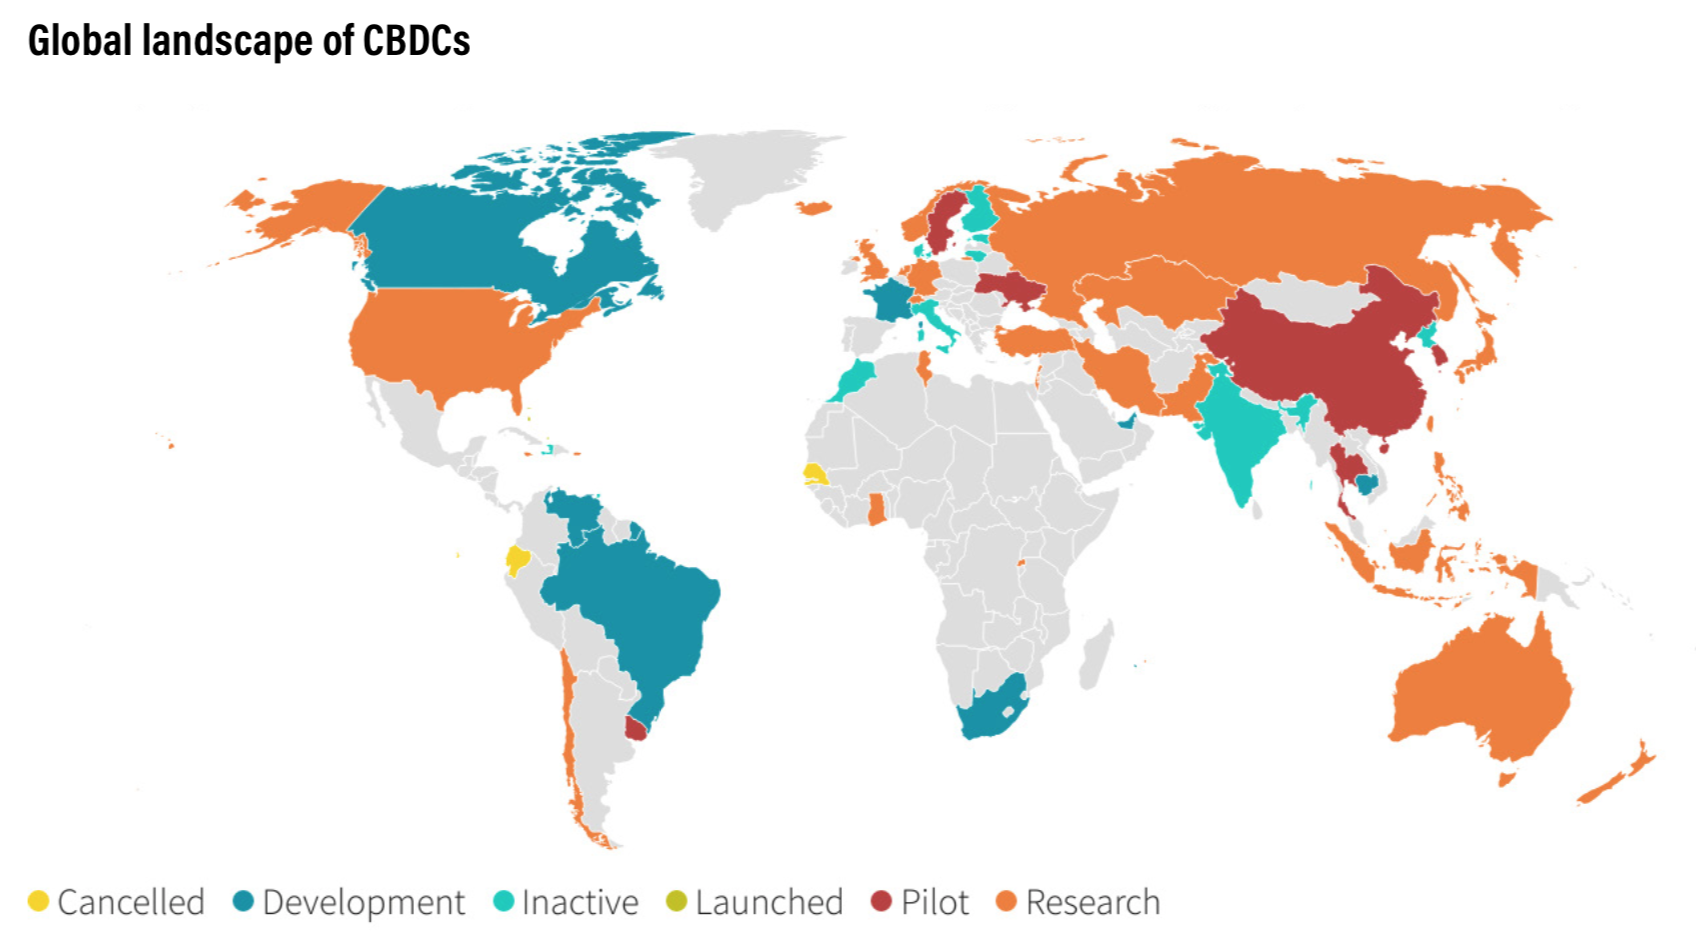 Global landscape of CBDCs
Cancelled Development Inactive Launched Pilot Research